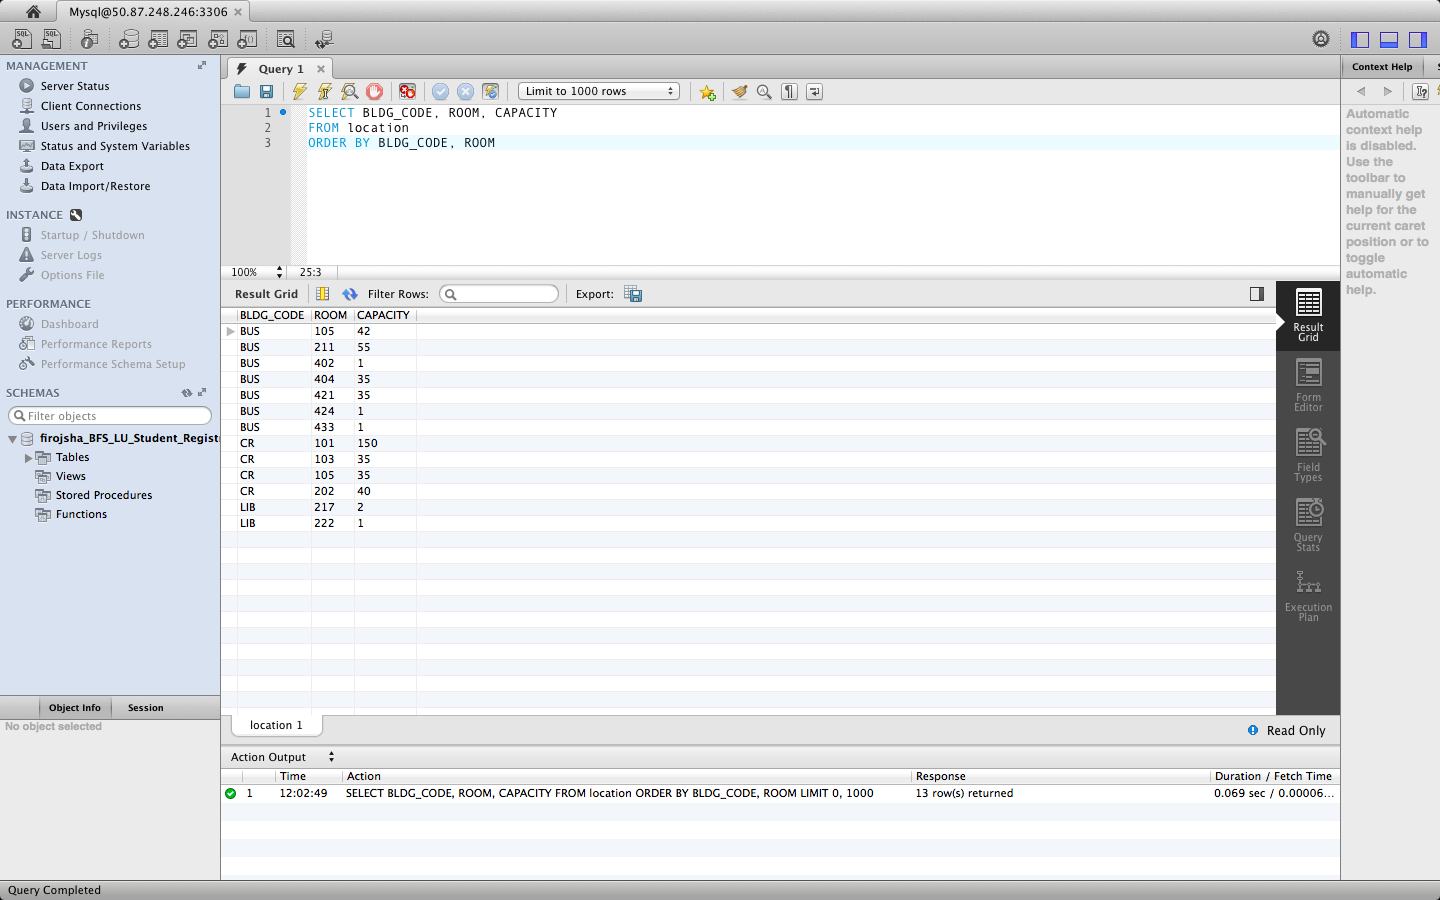 Mysql@50.87.248.246:3306
MANAGEMENT
Server Status
Client Connections
Users and Privileges
Status and System Variables
Data Export
Data Import/Restore
INSTANCE
Startup / Shutdown
Server Logs
Options File
PERFORMANCE
Dashboard
Performance Reports
Performance Schema Setup
SCHEMAS
Filter objects
firojsha_BFS_LU_Student_Regist
Tables
Views
Stored Procedures
Functions
Object Info Session
No object selected
Query 1
Limit to 1000 rows
1 SELECT BLDG_CODE, ROOM, CAPACITY
2 FROM location
3 ORDER BY BLDG_CODE, ROOM
100% 25:3
Result Grid Filter Rows: Export:
BLDG_CODE ROOM CAPACITY
BUS 105 42
BUS 211 55
BUS 402 1
BUS 404 35
BUS 421 35
BUS 424 1
BUS 433 1
CR 101 150
CR 103 35
CR 105 35
CR 202 40
LIB 217 2
LIB 222 1
Result
Grid
Form
Editor
Field
Types
Query
Stats
Execution
Plan
location 1
Read Only
Action Output
Time Action Response Duration / Fetch Time
1 12:02:49 SELECT BLDG_CODE, ROOM, CAPACITY FROM location ORDER BY BLDG_CODE, ROOM LIMIT 0, 1000 13 row(s) returned 0.069 sec / 0.00006...
Context Help
Automatic
context help
is disabled.
Use the
toolbar to
manually get
help for the
current caret
position or to
toggle
automatic
help.
Query Completed